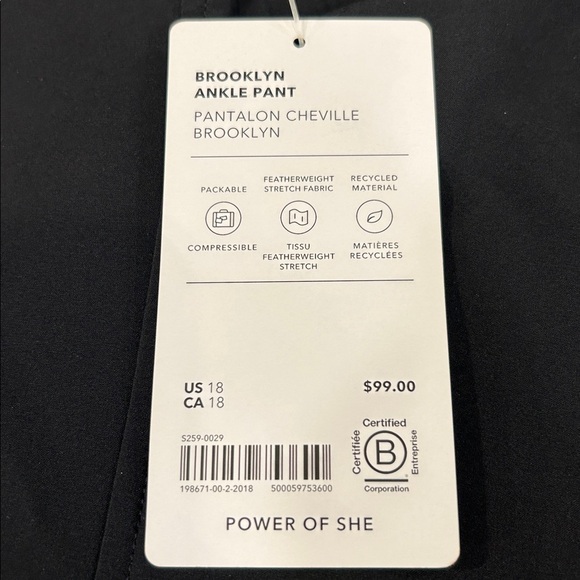 BROOKLYN
ANKLE PANT
PANTALON CHEVILLE
BROOKLYN
PACKABLE
COMPRESSIBLE
FEATHERWEIGHT
STRETCH FABRIC
TISSU
FEATHERWEIGHT
STRETCH
RECYCLED
MATERIAL
MATIÈRES
RECYCLÉES
US 18
CA 18
$99.00
S259-0029
198671-00-2-2018 500059753600
Certified
Certifiée
B
Entreprise
Corporation
POWER OF SHE